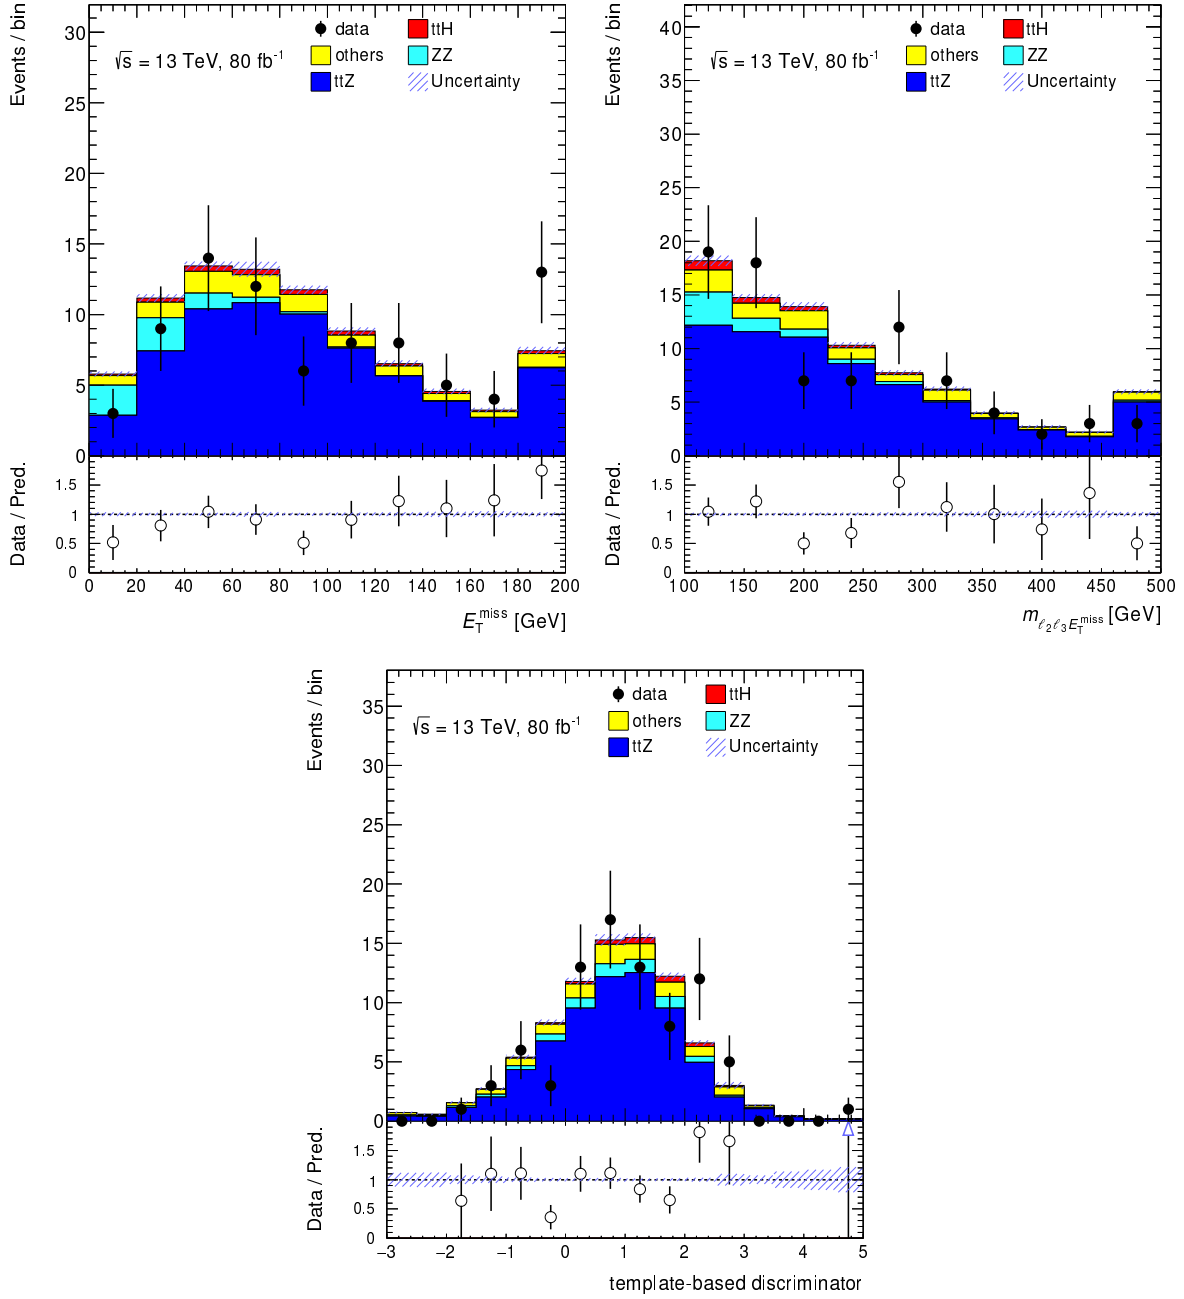 Events / bin
30
25
20
15
10
5
0
√s = 13 TeV, 80 fb⁻¹
data
ttH
others
ZZ
ttZ
Uncertainty
Data / Pred.
1.5
1
0.5
0
0 20 40 60 80 100 120 140 160 180 200
E_T^miss [GeV]
Events / bin
40
35
30
25
20
15
10
5
0
√s = 13 TeV, 80 fb⁻¹
data
ttH
others
ZZ
ttZ
Uncertainty
Data / Pred.
1.5
1
0.5
0
100 150 200 250 300 350 400 450 500
m_ℓ₂ℓ₃E_T^miss [GeV]
Events / bin
35
30
25
20
15
10
5
0
√s = 13 TeV, 80 fb⁻¹
data
ttH
others
ZZ
ttZ
Uncertainty
Data / Pred.
1.5
1
0.5
0
−3 −2 −1 0 1 2 3 4 5
template-based discriminator